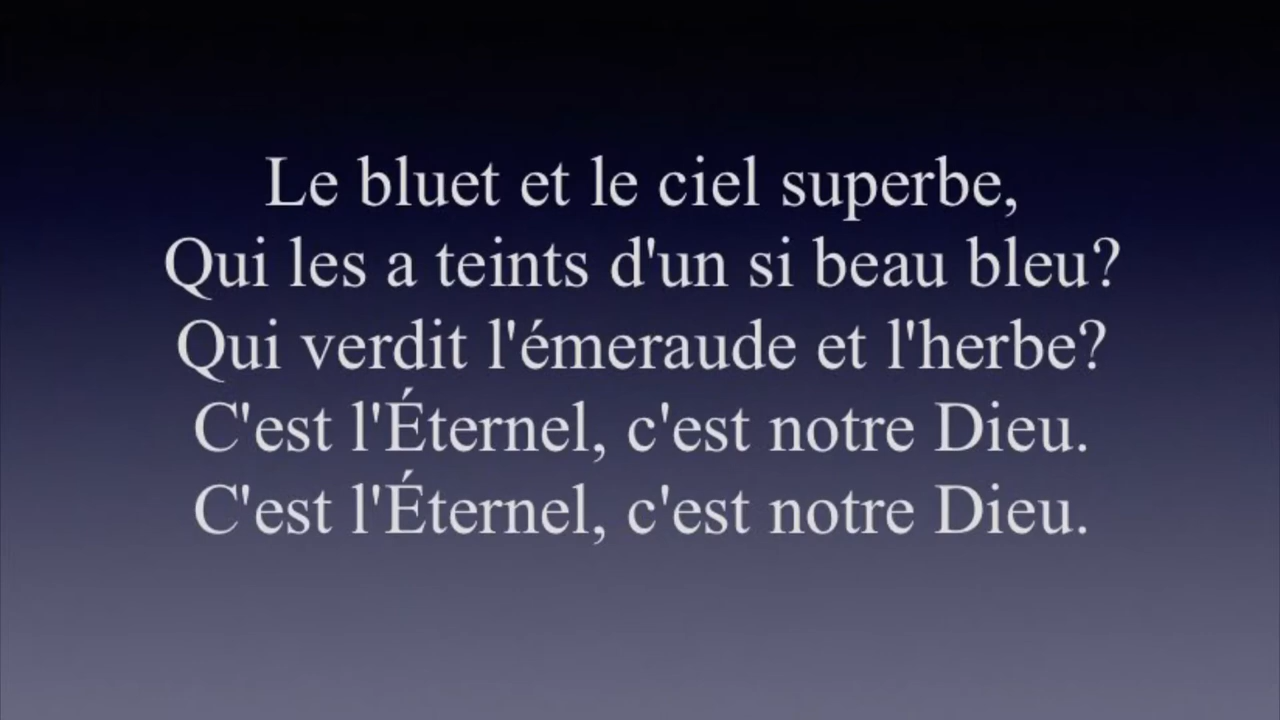 Le bluet et le ciel superbe,
Qui les a teints d'un si beau bleu?
Qui verdit l'émeraude et l'herbe?
C'est l'Éternel, c'est notre Dieu.
C'est l'Éternel, c'est notre Dieu.